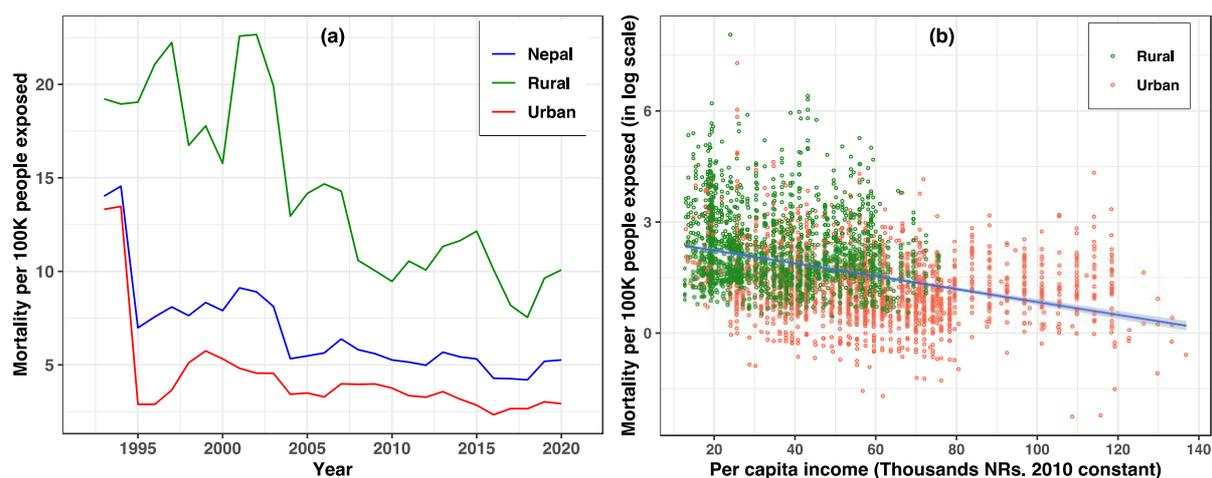 (a)
Nepal
Rural
Urban
Mortality per 100K people exposed
20
15
10
5
1995
2000
2005
2010
2015
2020
Year
(b)
Rural
Urban
Mortality per 100K people exposed (in log scale)
6
3
0
20
40
60
80
100
120
140
Per capita income (Thousands NRs. 2010 constant)